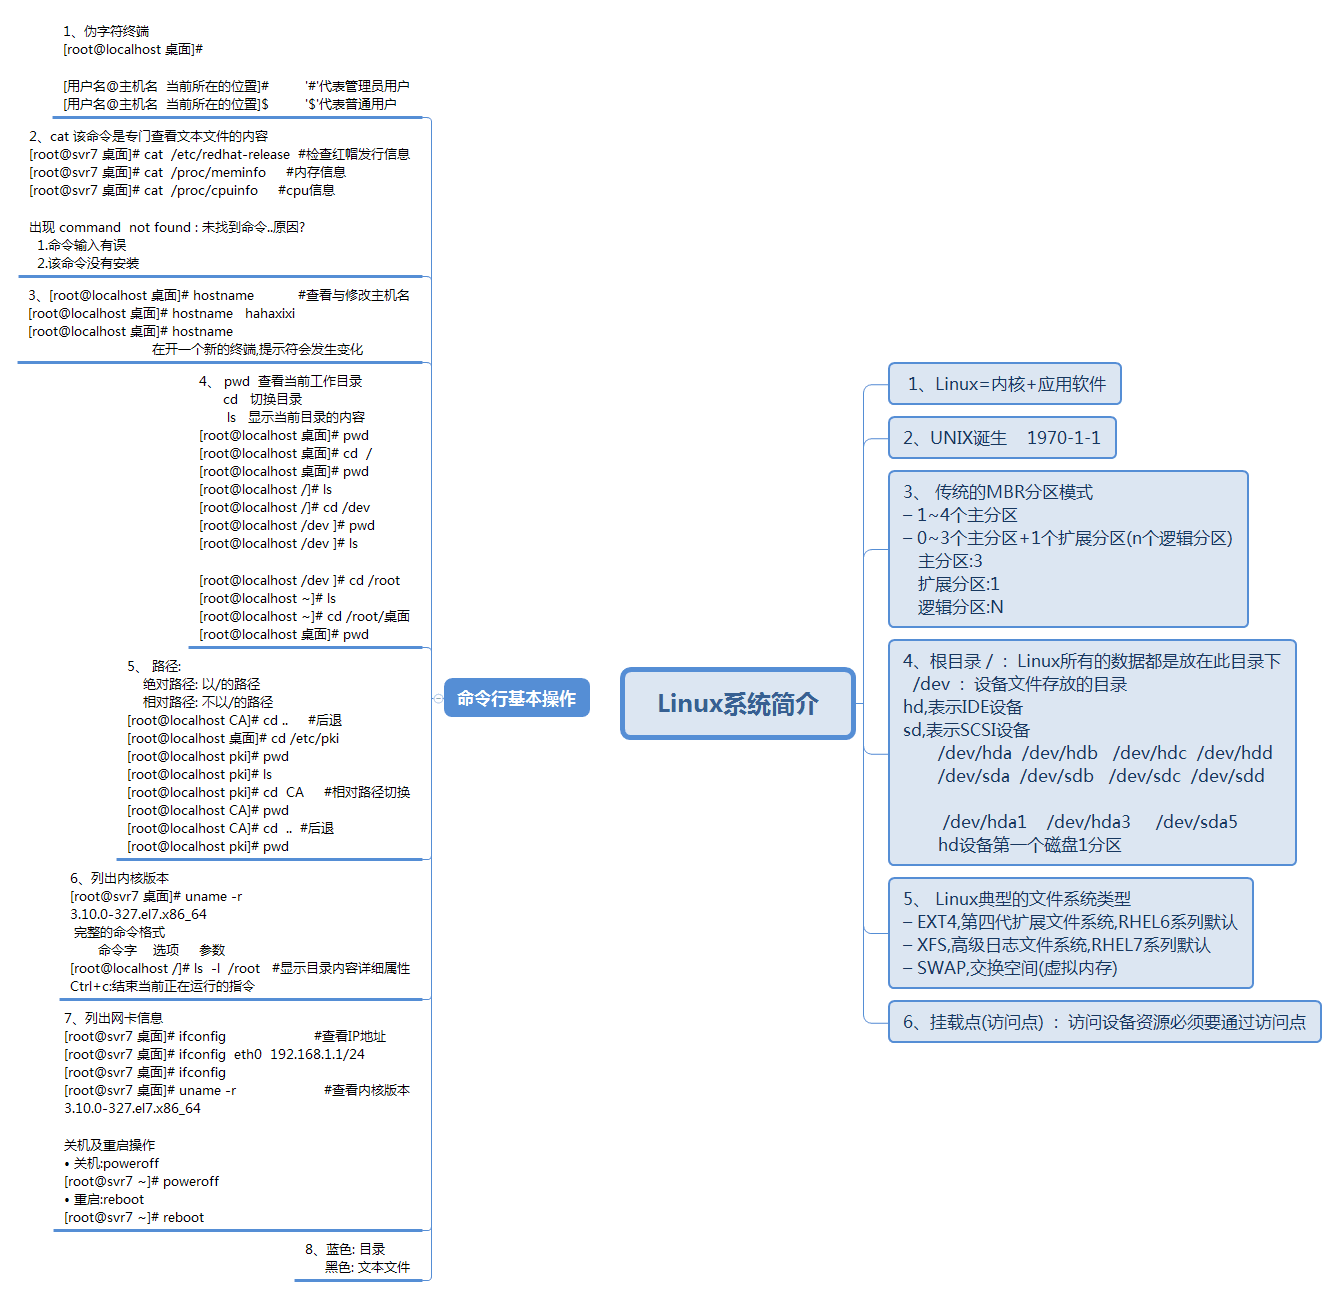 1、伪字符终端
[root@localhost 桌面]#
[用户名@主机名  当前所在的位置]#         '#'代表管理员用户
[用户名@主机名  当前所在的位置]$         '$'代表普通用户
2、cat 该命令是专门查看文本文件的内容
[root@svr7 桌面]# cat  /etc/redhat-release  #检查红帽发行信息
[root@svr7 桌面]# cat  /proc/meminfo     #内存信息
[root@svr7 桌面]# cat  /proc/cpuinfo     #cpu信息
出现 command  not found : 未找到命令..原因?
1.命令输入有误
2.该命令没有安装
3、[root@localhost 桌面]# hostname           #查看与修改主机名
[root@localhost 桌面]# hostname   hahaxixi
[root@localhost 桌面]# hostname
在开一个新的终端,提示符会发生变化
4、 pwd  查看当前工作目录
cd   切换目录
ls   显示当前目录的内容
[root@localhost 桌面]# pwd
[root@localhost 桌面]# cd  /
[root@localhost 桌面]# pwd
[root@localhost /]# ls
[root@localhost /]# cd /dev
[root@localhost /dev ]# pwd
[root@localhost /dev ]# ls
[root@localhost /dev ]# cd /root
[root@localhost ~]# ls
[root@localhost ~]# cd /root/桌面
[root@localhost 桌面]# pwd
5、 路径:
绝对路径: 以/的路径
相对路径: 不以/的路径
[root@localhost CA]# cd ..     #后退
[root@localhost 桌面]# cd /etc/pki
[root@localhost pki]# pwd
[root@localhost pki]# ls
[root@localhost pki]# cd  CA     #相对路径切换
[root@localhost CA]# pwd
[root@localhost CA]# cd  ..  #后退
[root@localhost pki]# pwd
6、列出内核版本
[root@svr7 桌面]# uname -r
3.10.0-327.el7.x86_64
完整的命令格式
命令字    选项     参数
[root@localhost /]# ls  -l  /root   #显示目录内容详细属性
Ctrl+c:结束当前正在运行的指令
7、列出网卡信息
[root@svr7 桌面]# ifconfig                      #查看IP地址
[root@svr7 桌面]# ifconfig  eth0  192.168.1.1/24
[root@svr7 桌面]# ifconfig
[root@svr7 桌面]# uname -r                      #查看内核版本
3.10.0-327.el7.x86_64
关机及重启操作
• 关机:poweroff
[root@svr7 ~]# poweroff
• 重启:reboot
[root@svr7 ~]# reboot
8、蓝色: 目录
黑色: 文本文件
命令行基本操作
Linux系统简介
1、Linux=内核+应用软件
2、UNIX诞生    1970-1-1
3、 传统的MBR分区模式
– 1~4个主分区
– 0~3个主分区+1个扩展分区(n个逻辑分区)
主分区:3
扩展分区:1
逻辑分区:N
4、根目录 /  :  Linux所有的数据都是放在此目录下
/dev  :  设备文件存放的目录
hd,表示IDE设备
sd,表示SCSI设备
/dev/hda  /dev/hdb   /dev/hdc  /dev/hdd
/dev/sda  /dev/sdb   /dev/sdc  /dev/sdd
/dev/hda1    /dev/hda3     /dev/sda5
hd设备第一个磁盘1分区
5、 Linux典型的文件系统类型
– EXT4,第四代扩展文件系统,RHEL6系列默认
– XFS,高级日志文件系统,RHEL7系列默认
– SWAP,交换空间(虚拟内存)
6、挂载点(访问点)  :  访问设备资源必须要通过访问点